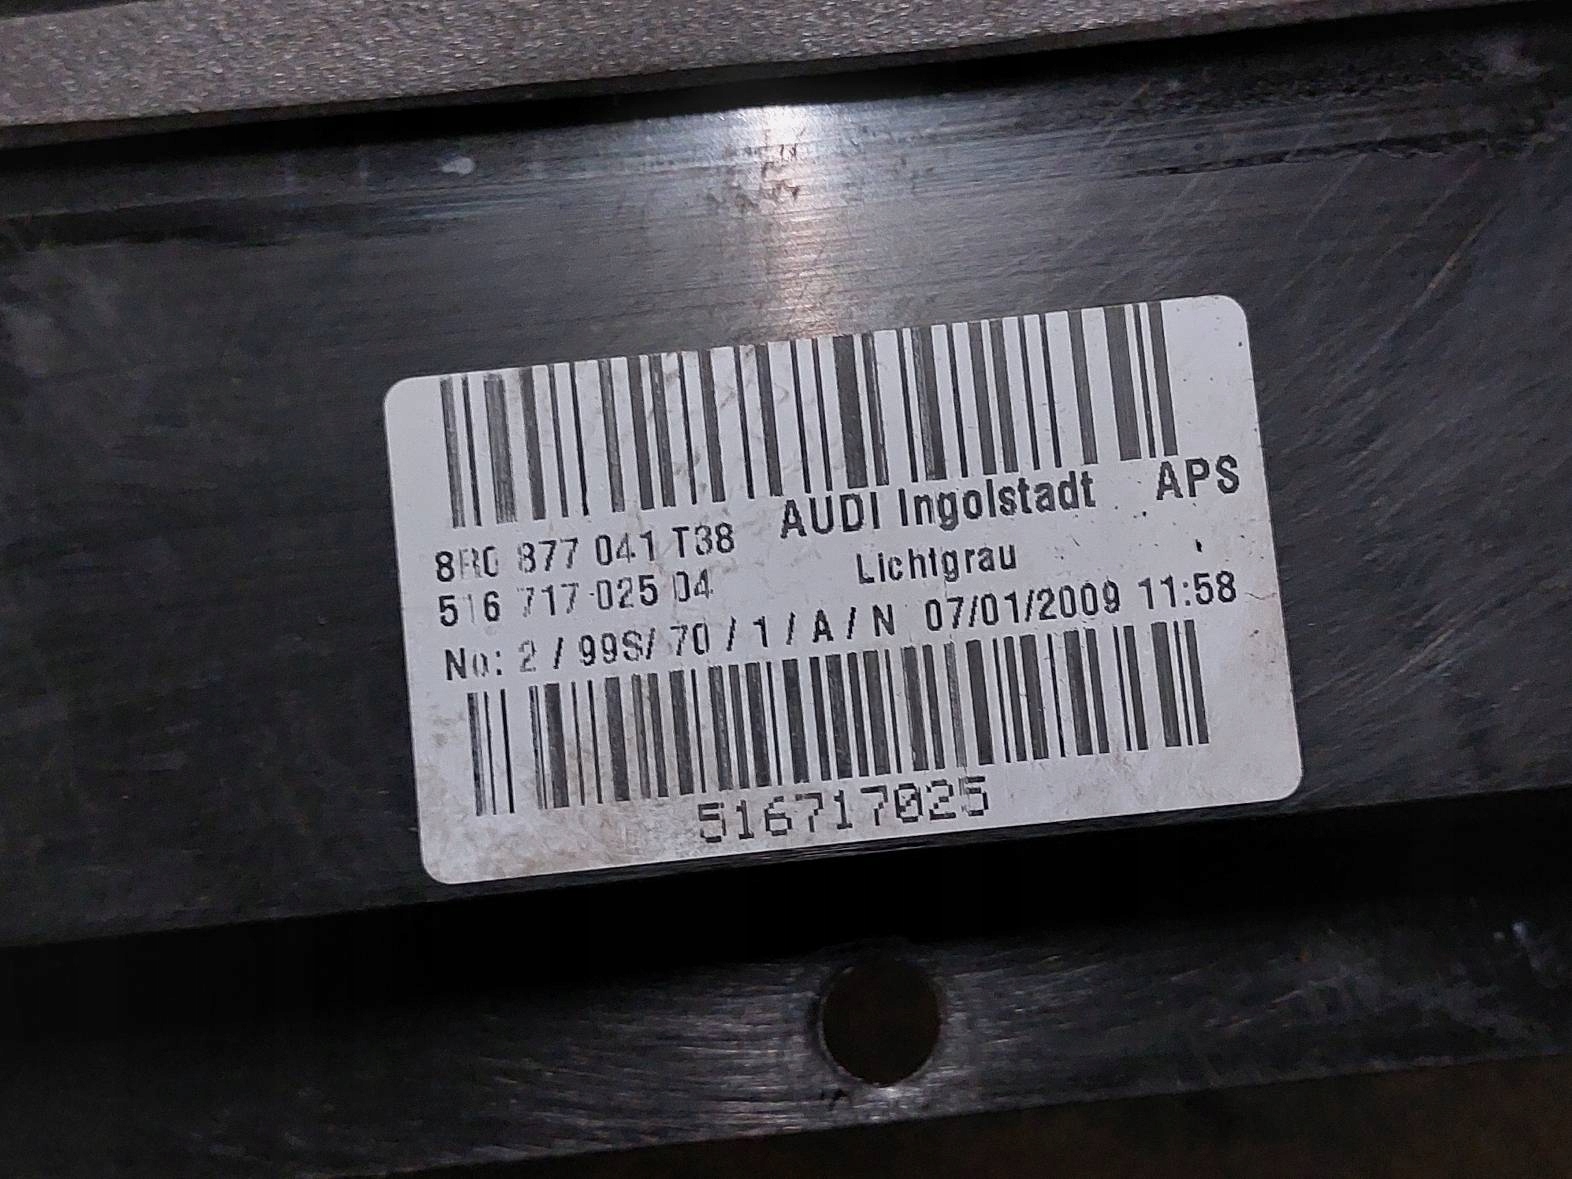 AUDI Ingolstadt APS
8R0 877 041 T38
Lichtgrau
516 717 025 04
No: 2 / 99S/ 70 / 1 / A / N 07/01/2009 11:58
516717025